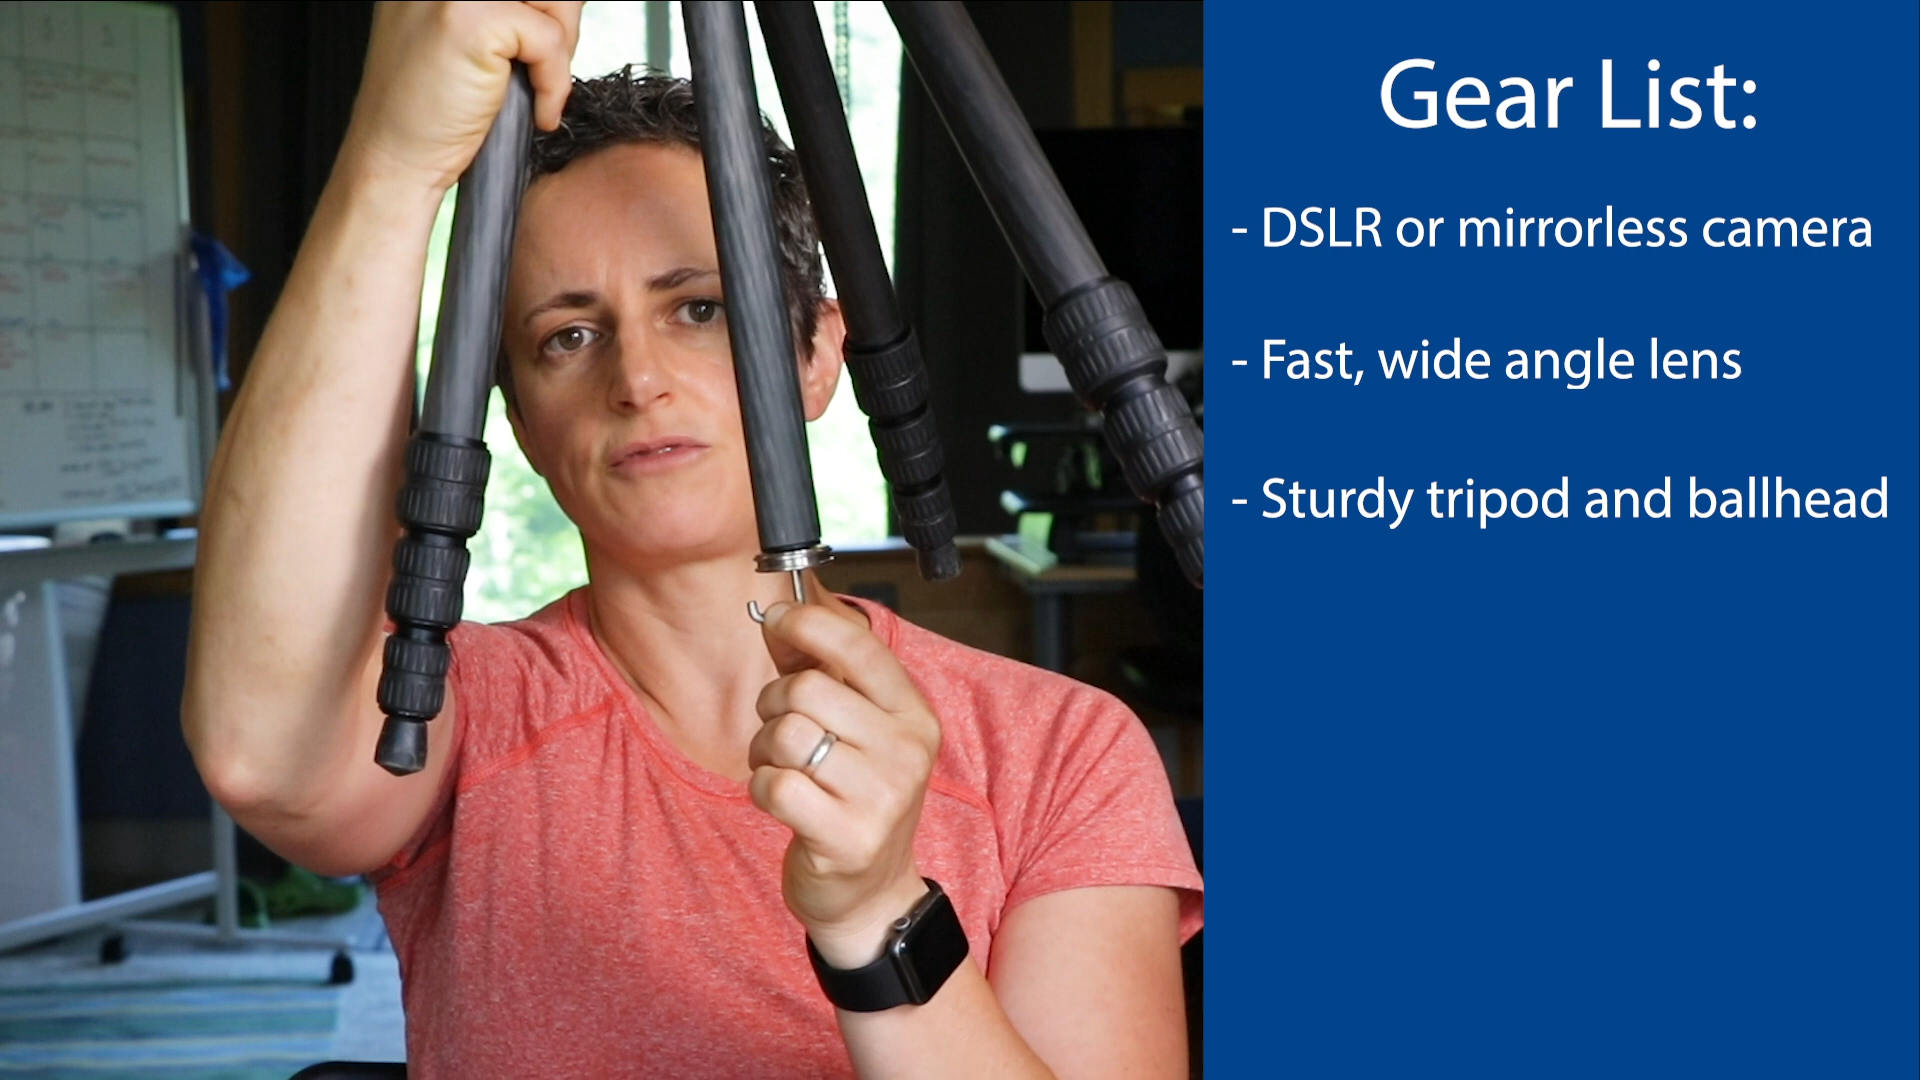 Gear List:
- DSLR or mirrorless camera
- Fast, wide angle lens
- Sturdy tripod and ballhead